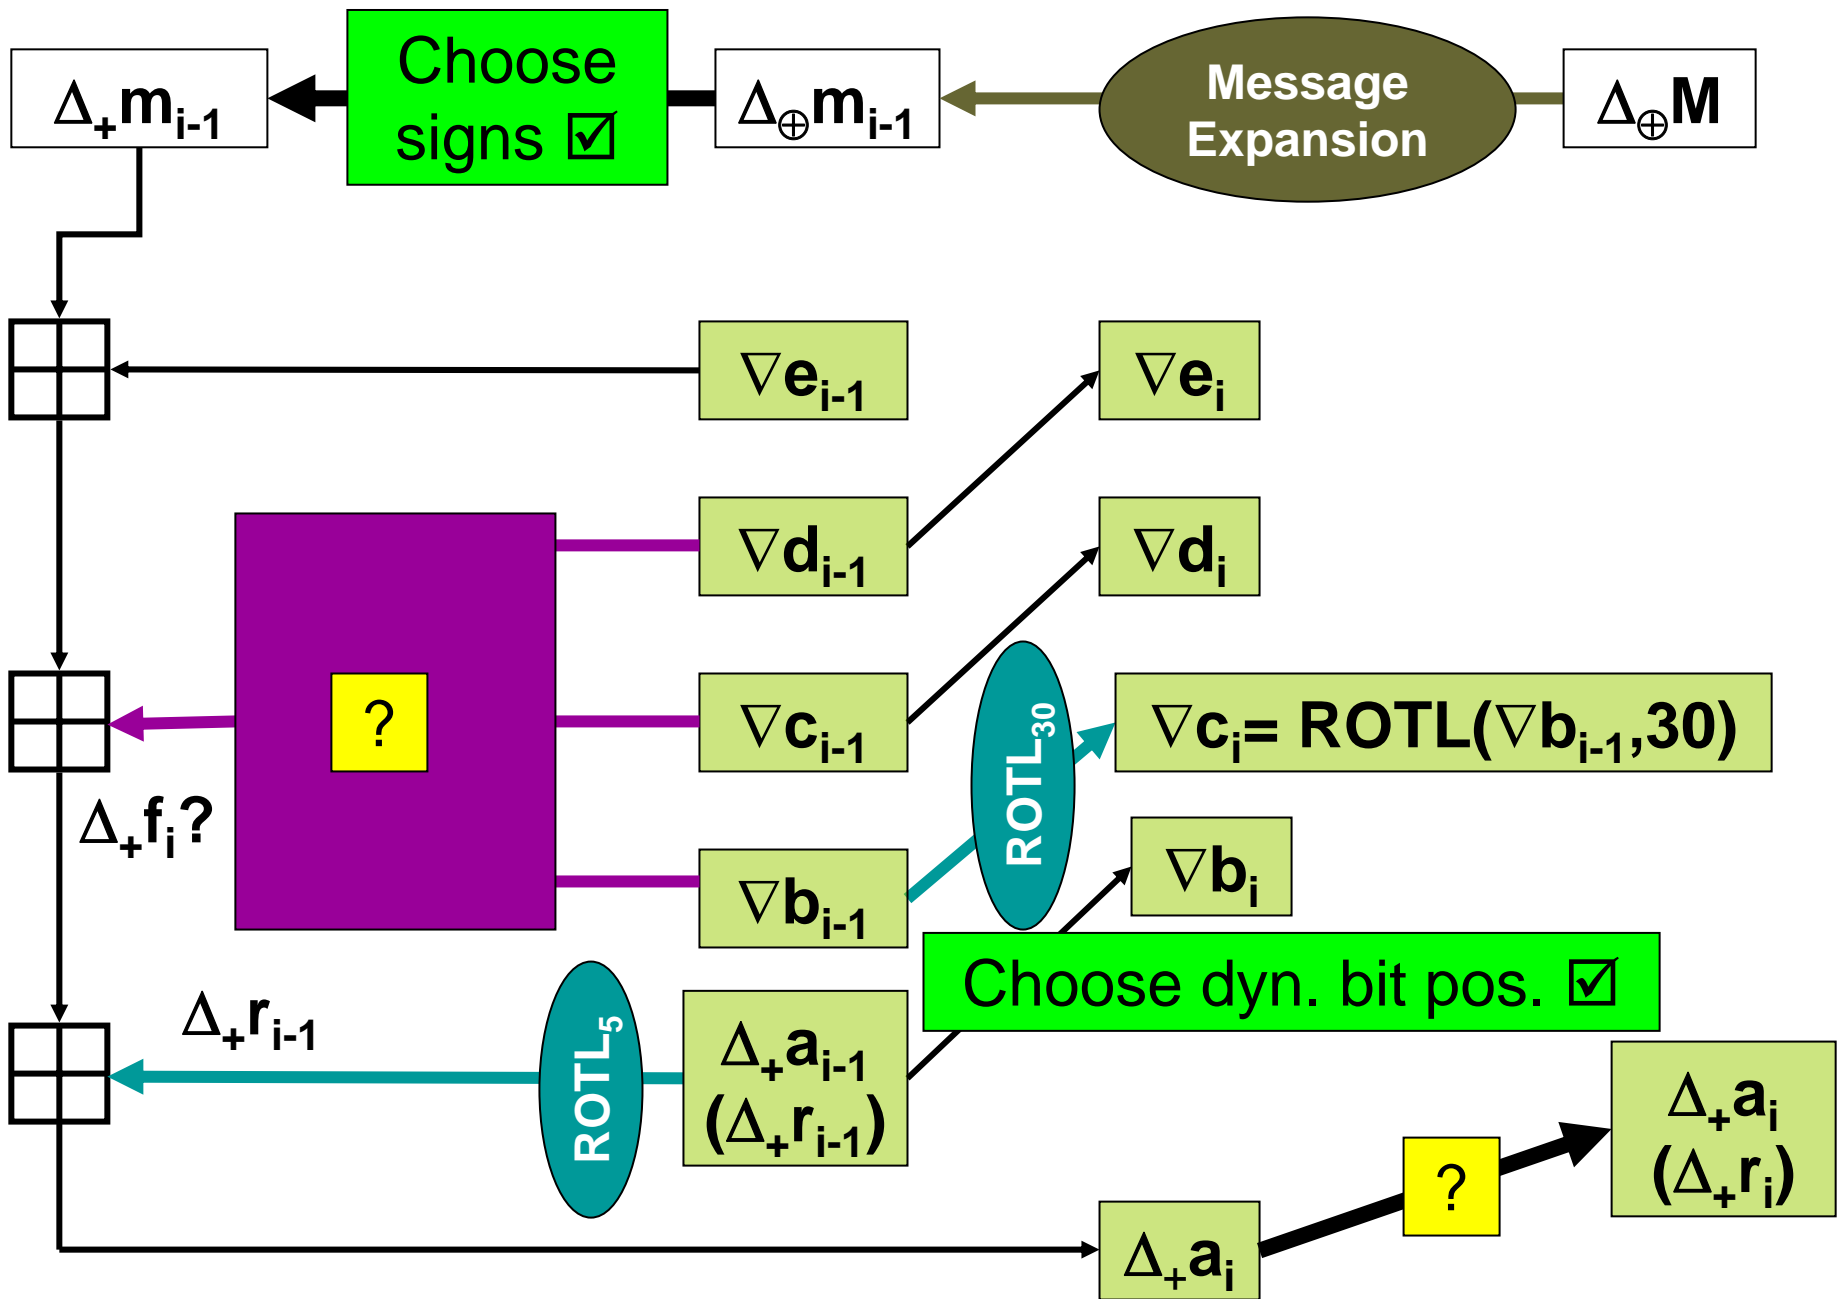 Δ₊mᵢ₋₁
Choose
signs ☑
Δ⊕mᵢ₋₁
Message
Expansion
Δ⊕M
∇eᵢ₋₁
∇eᵢ
∇dᵢ₋₁
∇dᵢ
?
∇cᵢ₋₁
ROTL₃₀
∇cᵢ= ROTL(∇bᵢ₋₁,30)
Δ₊fᵢ?
∇bᵢ₋₁
∇bᵢ
Choose dyn. bit pos. ☑
Δ₊rᵢ₋₁
ROTL₅
Δ₊aᵢ₋₁
(Δ₊rᵢ₋₁)
Δ₊aᵢ
(Δ₊rᵢ)
?
Δ₊aᵢ